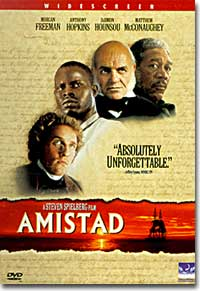 WIDESCREEN
MORGAN FREEMAN ANTHONY HOPKINS DJIMON HOUNSOU MATTHEW McCONAUGHEY
"ABSOLUTELY
UNFORGETTABLE."
A STEVEN SPIELBERG FILM
AMISTAD
DVD